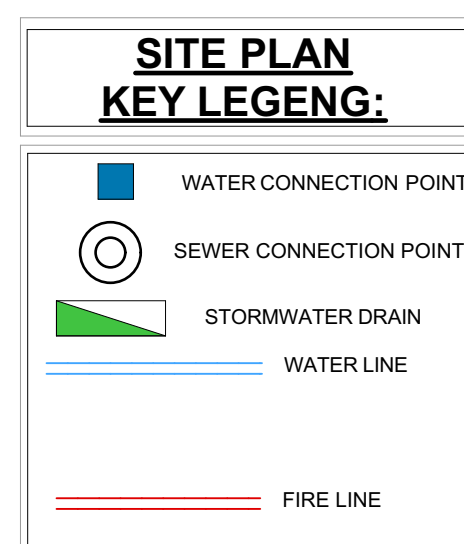 SITE PLAN
KEY LEGENG:
WATER CONNECTION POINT
SEWER CONNECTION POINT
STORMWATER DRAIN
WATER LINE
FIRE LINE